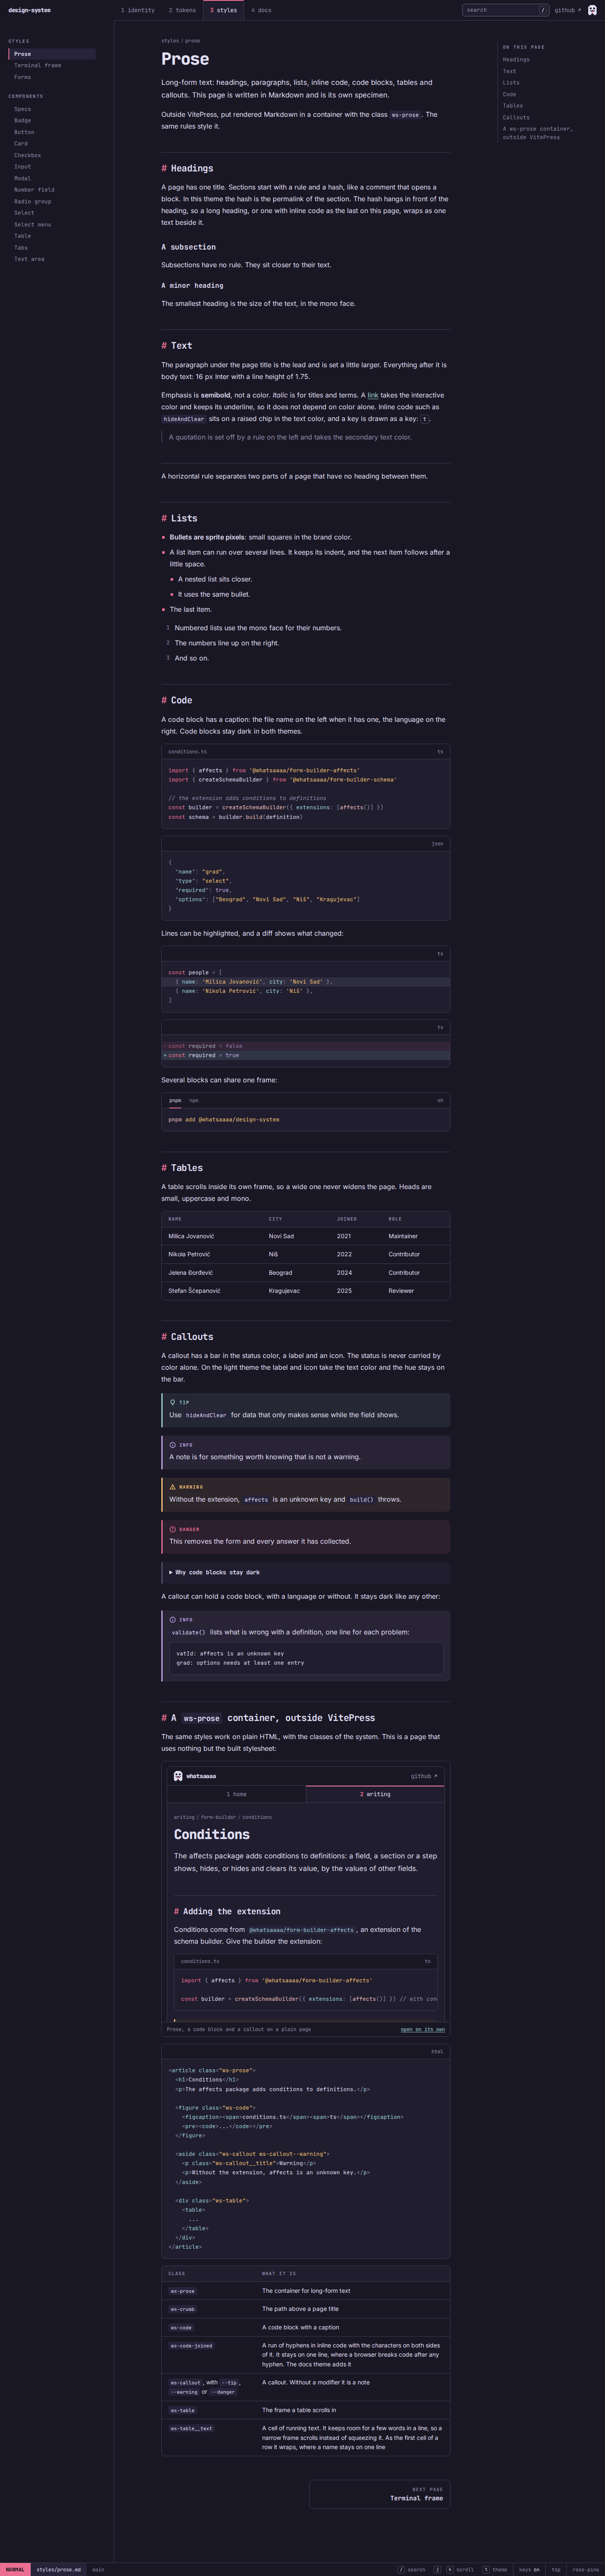 design-system
1 identity
2 tokens
3 styles
4 docs
search /
github ↗
STYLES
Prose
Terminal frame
Forms
COMPONENTS
Specs
Badge
Button
Card
Checkbox
Input
Modal
Number field
Radio group
Select
Select menu
Table
Tabs
Text area
styles / prose
Prose
Long-form text: headings, paragraphs, lists, inline code, code blocks, tables and
callouts. This page is written in Markdown and is its own specimen.
Outside VitePress, put rendered Markdown in a container with the class ws-prose. The
same rules style it.
# Headings
A page has one title. Sections start with a rule and a hash, like a comment that opens a
block. In this theme the hash is the permalink of the section. The hash hangs in front of the
heading, so a long heading, or one with inline code as the last on this page, wraps as one
text beside it.
A subsection
Subsections have no rule. They sit closer to their text.
A minor heading
The smallest heading is the size of the text, in the mono face.
# Text
The paragraph under the page title is the lead and is set a little larger. Everything after it is
body text: 16 px Inter with a line height of 1.75.
Emphasis is semibold, not a color. Italic is for titles and terms. A link takes the interactive
color and keeps its underline, so it does not depend on color alone. Inline code such as
hideAndClear sits on a raised chip in the text color, and a key is drawn as a key: t.
A quotation is set off by a rule on the left and takes the secondary text color.
A horizontal rule separates two parts of a page that have no heading between them.
# Lists
Bullets are sprite pixels: small squares in the brand color.
A list item can run over several lines. It keeps its indent, and the next item follows after a
little space.
A nested list sits closer.
It uses the same bullet.
The last item.
1 Numbered lists use the mono face for their numbers.
2 The numbers line up on the right.
3 And so on.
# Code
A code block has a caption: the file name on the left when it has one, the language on the
right. Code blocks stay dark in both themes.
conditions.ts ts
import { affects } from '@whatsaaaa/form-builder-affects'
import { createSchemaBuilder } from '@whatsaaaa/form-builder-schema'
// the extension adds conditions to definitions
const builder = createSchemaBuilder({ extensions: [affects()] })
const schema = builder.build(definition)
json
{
"name": "grad",
"type": "select",
"required": true,
"options": ["Beograd", "Novi Sad", "Niš", "Kragujevac"]
}
Lines can be highlighted, and a diff shows what changed:
ts
const people = [
{ name: 'Milica Jovanović', city: 'Novi Sad' },
{ name: 'Nikola Petrović', city: 'Niš' },
]
ts
- const required = false
+ const required = true
Several blocks can share one frame:
pnpm npm sh
pnpm add @whatsaaaa/design-system
# Tables
A table scrolls inside its own frame, so a wide one never widens the page. Heads are
small, uppercase and mono.
NAME CITY JOINED ROLE
Milica Jovanović Novi Sad 2021 Maintainer
Nikola Petrović Niš 2022 Contributor
Jelena Đorđević Beograd 2024 Contributor
Stefan Šćepanović Kragujevac 2025 Reviewer
# Callouts
A callout has a bar in the status color, a label and an icon. The status is never carried by
color alone. On the light theme the label and icon take the text color and the hue stays on
the bar.
TIP
Use hideAndClear for data that only makes sense while the field shows.
INFO
A note is for something worth knowing that is not a warning.
WARNING
Without the extension, affects is an unknown key and build() throws.
DANGER
This removes the form and every answer it has collected.
▶ Why code blocks stay dark
A callout can hold a code block, with a language or without. It stays dark like any other:
INFO
validate() lists what is wrong with a definition, one line for each problem:
vatId: affects is an unknown key
grad: options needs at least one entry
# A ws-prose container, outside VitePress
The same styles work on plain HTML, with the classes of the system. This is a page that
uses nothing but the built stylesheet:
whatsaaaa github ↗
1 home 2 writing
writing / form-builder / conditions
Conditions
The affects package adds conditions to definitions: a field, a section or a step
shows, hides, or hides and clears its value, by the values of other fields.
# Adding the extension
Conditions come from @whatsaaaa/form-builder-affects, an extension of the
schema builder. Give the builder the extension:
conditions.ts ts
import { affects } from '@whatsaaaa/form-builder-affects'
const builder = createSchemaBuilder({ extensions: [affects()] }) // with con
Prose, a code block and a callout on a plain page open on its own
html
<article class="ws-prose">
<h1>Conditions</h1>
<p>The affects package adds conditions to definitions.</p>
<figure class="ws-code">
<figcaption><span>conditions.ts</span><span>ts</span></figcaption>
<pre><code>...</code></pre>
</figure>
<aside class="ws-callout ws-callout--warning">
<p class="ws-callout__title">Warning</p>
<p>Without the extension, affects is an unknown key.</p>
</aside>
<div class="ws-table">
<table>
...
</table>
</div>
</article>
CLASS WHAT IT IS
ws-prose The container for long-form text
ws-crumb The path above a page title
ws-code A code block with a caption
ws-code-joined A run of hyphens in inline code with the characters on both sides
of it. It stays on one line, where a browser breaks code after any
hyphen. The docs theme adds it
ws-callout, with --tip, A callout. Without a modifier it is a note
--warning or --danger
ws-table The frame a table scrolls in
ws-table__text A cell of running text. It keeps room for a few words in a line, so a
narrow frame scrolls instead of squeezing it. As the first cell of a
row it wraps, where a name stays on one line
NEXT PAGE
Terminal frame
ON THIS PAGE
Headings
Text
Lists
Code
Tables
Callouts
A ws-prose container,
outside VitePress
NORMAL styles/prose.md main / search j k scroll t theme keys on top rose-pine